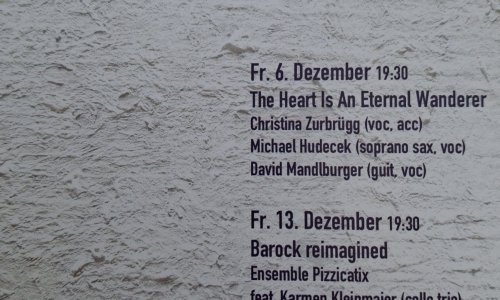 Fr. 6. Dezember 19:30
The Heart Is An Eternal Wanderer
Christina Zurbrügg (voc, acc)
Michael Hudecek (soprano sax, voc)
David Mandlburger (guit, voc)
Fr. 13. Dezember 19:30
Barock reimagined
Ensemble Pizzicatix
feat. Karmen Kleinmaier (cello trio)